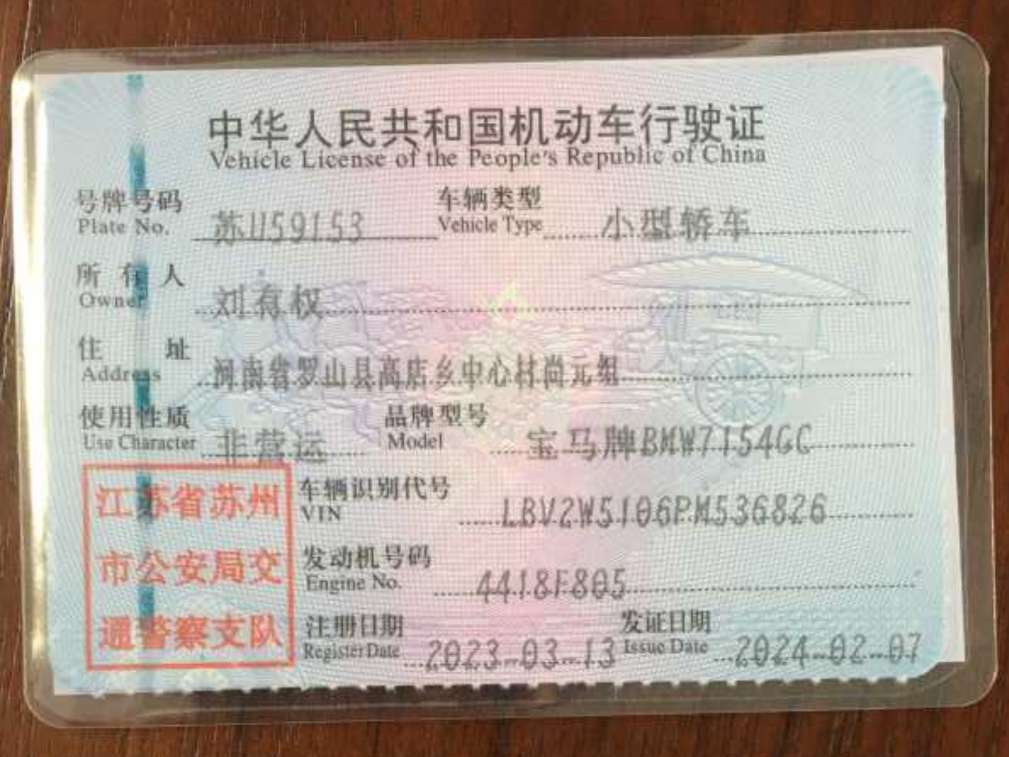 中华人民共和国机动车行驶证
Vehicle License of the People's Republic of China
号牌号码 苏U59153 车辆类型 小型轿车
Plate No. Vehicle Type
所有人 刘有权
Owner
住址 河南省罗山县高店乡中心村尚元组
Address
使用性质 非营运 品牌型号 宝马牌BMW7154GC
Use Character Model
江苏省苏州
市公安局交
通警察支队
车辆识别代号 LBV2W5106PM536826
VIN
发动机号码 4418F805
Engine No.
注册日期 2023-03-13 发证日期 2024-02-07
Register Date Issue Date